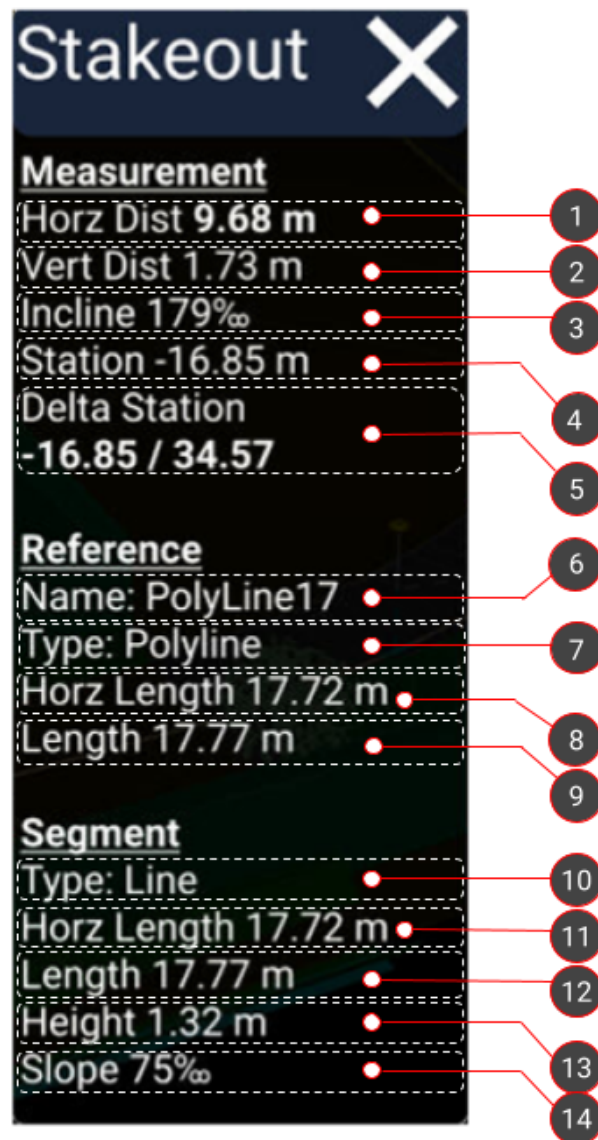 Stakeout
Measurement
Horz Dist 9.68 m
Vert Dist 1.73 m
Incline 179‰
Station -16.85 m
Delta Station
-16.85 / 34.57
Reference
Name: PolyLine17
Type: Polyline
Horz Length 17.72 m
Length 17.77 m
Segment
Type: Line
Horz Length 17.72 m
Length 17.77 m
Height 1.32 m
Slope 75‰
1
2
3
4
5
6
7
8
9
10
11
12
13
14